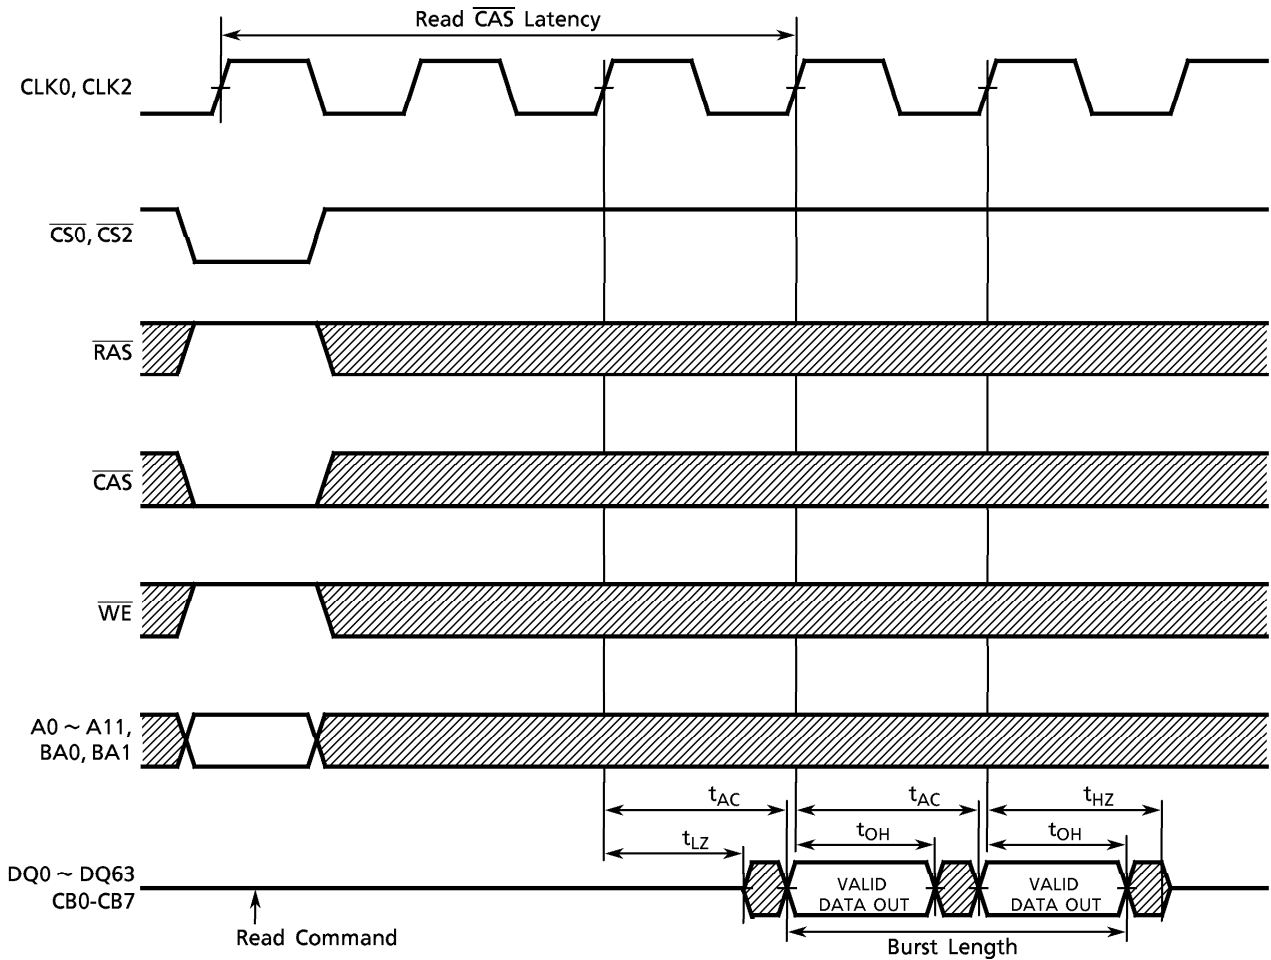 Read CAS Latency
CLK0, CLK2
CS0, CS2
RAS
CAS
WE
A0 ~ A11,
BA0, BA1
tAC
tAC
tHZ
tLZ
tOH
tOH
DQ0 ~ DQ63
CB0-CB7
VALID
DATA OUT
VALID
DATA OUT
Read Command
Burst Length